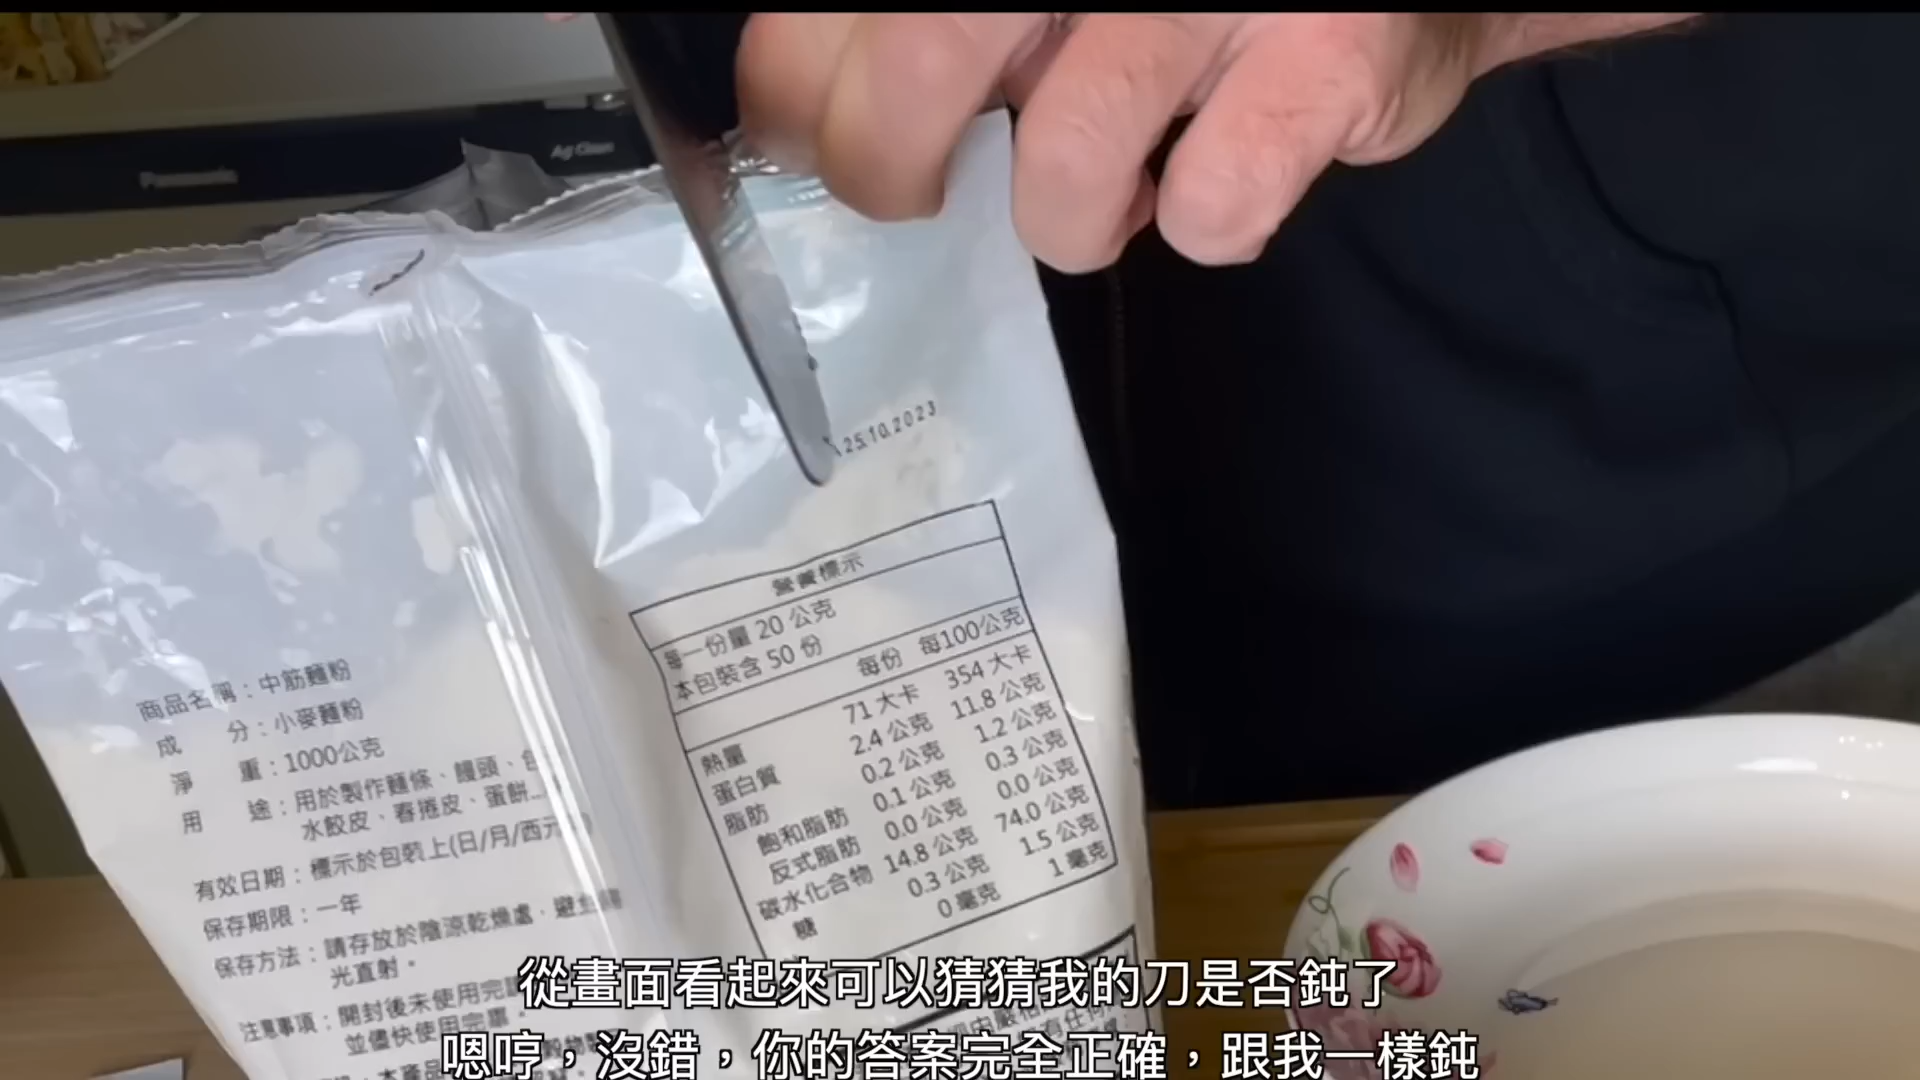 Panasonic
25.10.2023
營養標示
每一份量 20 公克
本包裝含 50 份
每份 每100公克
熱量 71 大卡 354 大卡
蛋白質 2.4 公克 11.8 公克
脂肪 0.2 公克 1.2 公克
飽和脂肪 0.1 公克 0.3 公克
反式脂肪 0.0 公克 0.0 公克
碳水化合物 14.8 公克 74.0 公克
糖 0.3 公克 1.5 公克
0 毫克 1 毫克
商品名稱：中筋麵粉
成 分：小麥麵粉
淨 重：1000公克
用 途：用於製作麵條、饅頭、
水餃皮、春捲皮、蛋餅
有效日期：標示於包裝上(日/月/西元
保存期限：一年
保存方法：請存放於陰涼乾燥處，避
光直射。
注意事項：開封後未使用完
並儘快使用完畢。
本產品
從畫面看起來可以猜猜我的刀是否鈍了
嗯哼，沒錯，你的答案完全正確，跟我一樣鈍